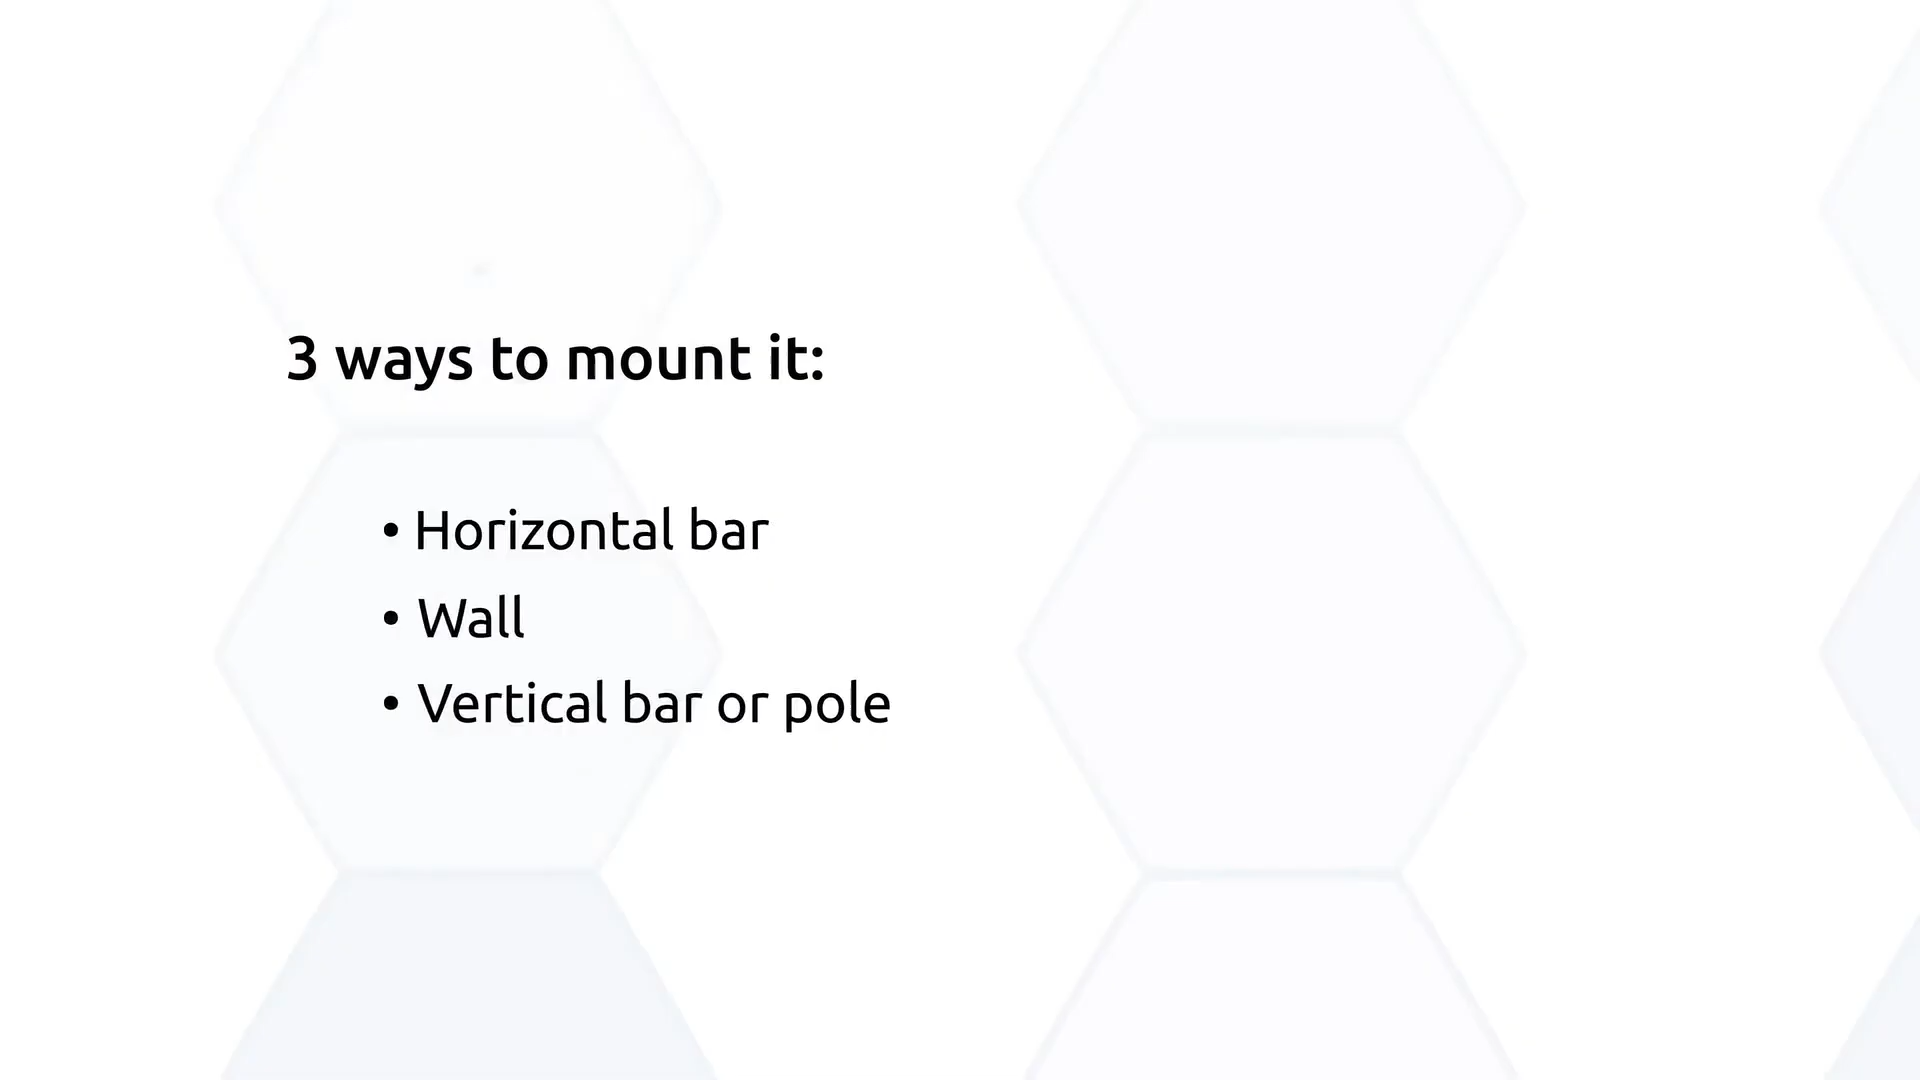 3 ways to mount it:
• Horizontal bar
• Wall
• Vertical bar or pole